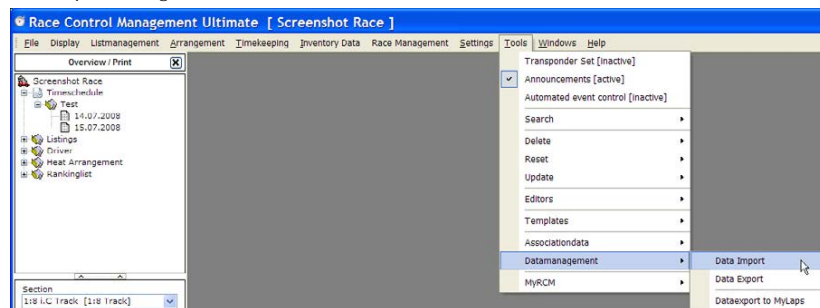 Race Control Management Ultimate [ Screenshot Race ]
File Display Listmanagement Arrangement Timekeeping Inventory Data Race Management Settings Tools Windows Help
Overview / Print
Screenshot Race
Timeschedule
Test
14.07.2008
15.07.2008
Listings
Driver
Heat Arrangement
Rankinglist
Section
1:8 I.C Track [1:8 Track]
Transponder Set [inactive]
Announcements [active]
Automated event control [inactive]
Search
Delete
Reset
Update
Editors
Templates
Associationdata
Datamanagement
MyRCM
Data Import
Data Export
Dataexport to MyLaps